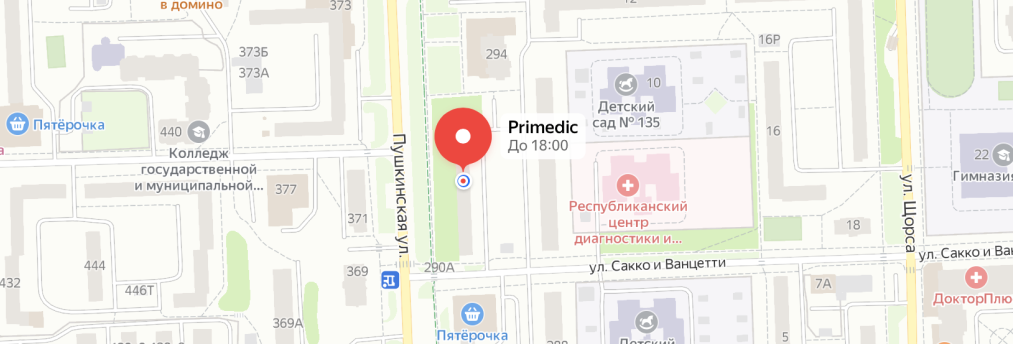 в домино
373
373Б
373А
294
16Р
10
Детский
сад № 135
Пятёрочка
440
Колледж
государственной
и муниципальной...
Primedic
До 18:00
16
22
Гимназия
377
371
Пушкинская ул.
Республиканский
центр
диагностики и...
18
ул. Щорса
444
432
446Т
369
290А
ул. Сакко и Ванцетти
ул. Сакко и Ванц
7А
ДокторПлю
369А
Пятёрочка
5
Детский